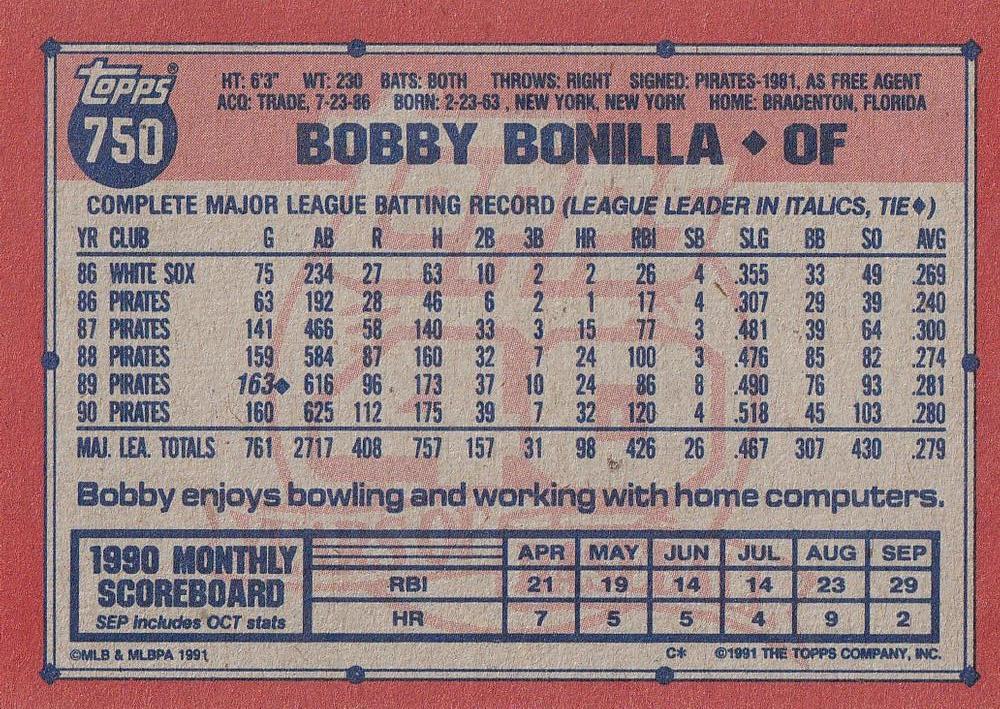 Topps®
750
HT: 6'3" WT: 230 BATS: BOTH THROWS: RIGHT SIGNED: PIRATES-1981, AS FREE AGENT
ACQ: TRADE, 7-23-86 BORN: 2-23-63 , NEW YORK, NEW YORK HOME: BRADENTON, FLORIDA
BOBBY BONILLA ◆ OF
COMPLETE MAJOR LEAGUE BATTING RECORD (LEAGUE LEADER IN ITALICS, TIE◆)
YR CLUB G AB R H 2B 3B HR RBI SB SLG BB SO AVG
86 WHITE SOX 75 234 27 63 10 2 2 26 4 .355 33 49 .269
86 PIRATES 63 192 28 46 6 2 1 17 4 .307 29 39 .240
87 PIRATES 141 466 58 140 33 3 15 77 3 .481 39 64 .300
88 PIRATES 159 584 87 160 32 7 24 100 3 .476 85 82 .274
89 PIRATES 163◆ 616 96 173 37 10 24 86 8 .490 76 93 .281
90 PIRATES 160 625 112 175 39 7 32 120 4 .518 45 103 .280
MAJ. LEA. TOTALS 761 2717 408 757 157 31 98 426 26 .467 307 430 .279
Bobby enjoys bowling and working with home computers.
1990 MONTHLY
SCOREBOARD
SEP includes OCT stats
APR MAY JUN JUL AUG SEP
RBI 21 19 14 14 23 29
HR 7 5 5 4 9 2
©MLB & MLBPA 1991 C* ©1991 THE TOPPS COMPANY, INC.